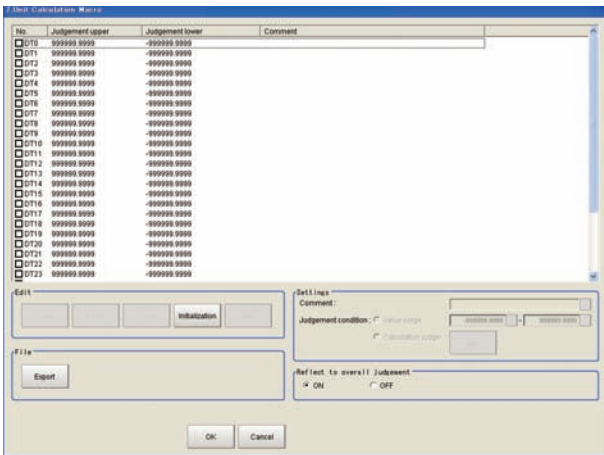 7.Unit Calculation Macro
No. Judgement upper Judgement lower Comment
DT0 999999.9999 -999999.9999
DT1 999999.9999 -999999.9999
DT2 999999.9999 -999999.9999
DT3 999999.9999 -999999.9999
DT4 999999.9999 -999999.9999
DT5 999999.9999 -999999.9999
DT6 999999.9999 -999999.9999
DT7 999999.9999 -999999.9999
DT8 999999.9999 -999999.9999
DT9 999999.9999 -999999.9999
DT10 999999.9999 -999999.9999
DT11 999999.9999 -999999.9999
DT12 999999.9999 -999999.9999
DT13 999999.9999 -999999.9999
DT14 999999.9999 -999999.9999
DT15 999999.9999 -999999.9999
DT16 999999.9999 -999999.9999
DT17 999999.9999 -999999.9999
DT18 999999.9999 -999999.9999
DT19 999999.9999 -999999.9999
DT20 999999.9999 -999999.9999
DT21 999999.9999 -999999.9999
DT22 999999.9999 -999999.9999
DT23 999999.9999 -999999.9999
Edit
Initialization
Settings
Comment :
Judgement condition : Value range -999999.9999 - 999999.9999
Calculation range
File
Export
Reflect to overall judgement
ON OFF
OK Cancel